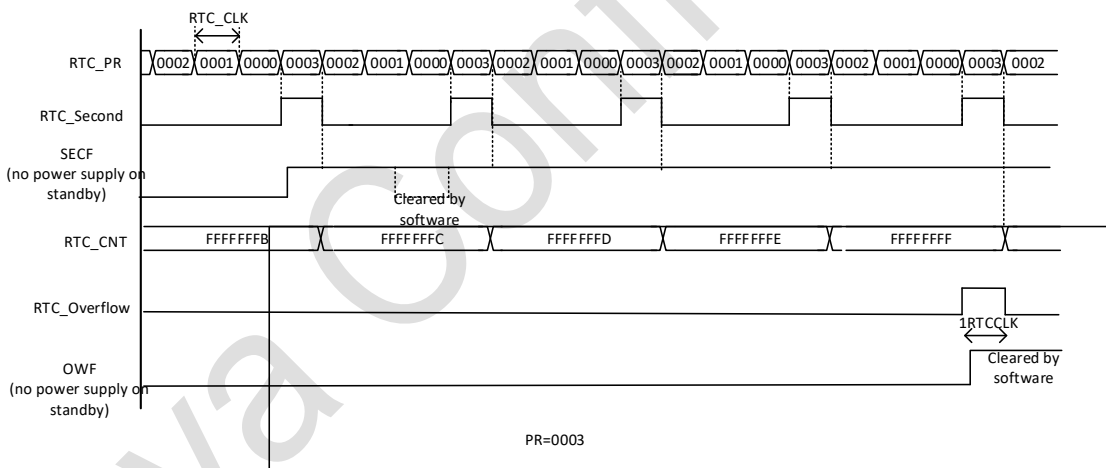 RTC_CLK
RTC_PR 0002 0001 0000 0003 0002 0001 0000 0003 0002 0001 0000 0003 0002 0001 0000 0003 0002 0001 0000 0003 0002
RTC_Second
SECF
(no power supply on
standby)
Cleared by
software
RTC_CNT FFFFFFFB FFFFFFFC FFFFFFFD FFFFFFFE FFFFFFFF
RTC_Overflow
1RTCCLK
OWF
(no power supply on
standby)
Cleared by
software
PR=0003